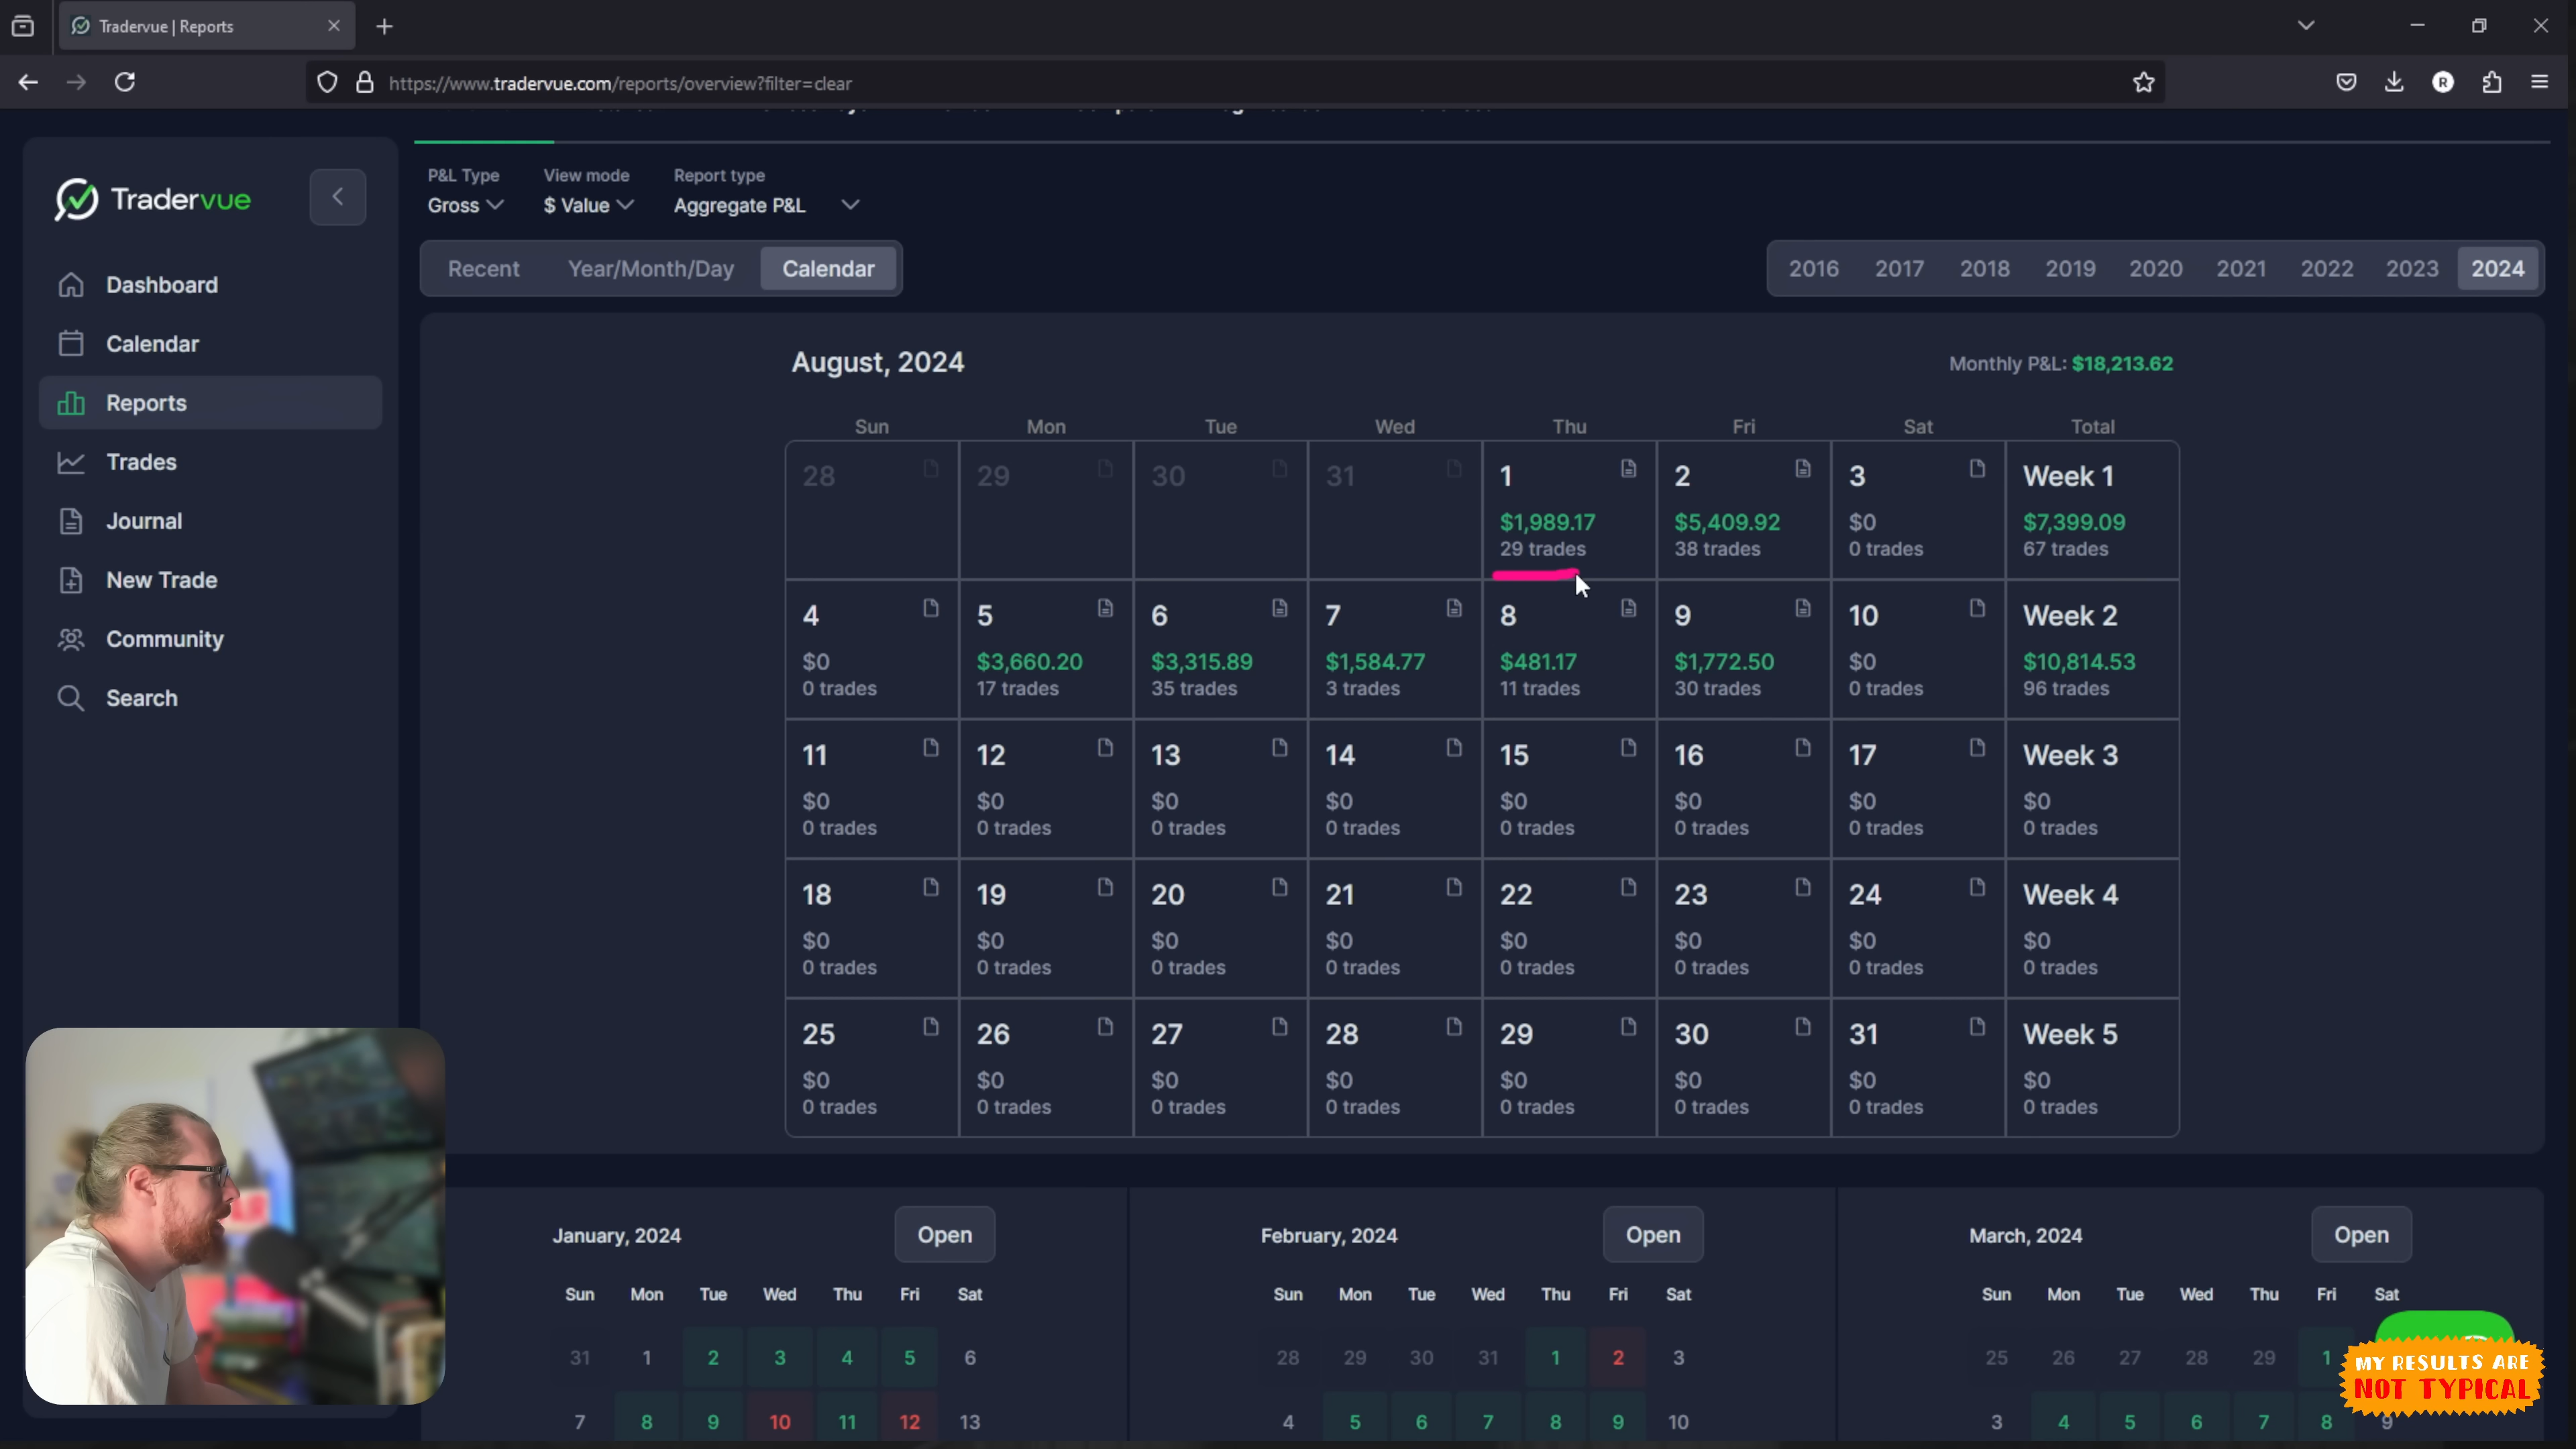 Tradervue | Reports
https://www.tradervue.com/reports/overview?filter=clear
R
Tradervue
Dashboard
Calendar
Reports
Trades
Journal
New Trade
Community
Search
P&L Type
View mode
Report type
Gross
$ Value
Aggregate P&L
Recent Year/Month/Day Calendar
2016 2017 2018 2019 2020 2021 2022 2023 2024
August, 2024
Monthly P&L: $18,213.62
Sun Mon Tue Wed Thu Fri Sat Total
28 29 30 31 1 2 3 Week 1
$1,989.17 $5,409.92 $0 $7,399.09
29 trades 38 trades 0 trades 67 trades
4 5 6 7 8 9 10 Week 2
$0 $3,660.20 $3,315.89 $1,584.77 $481.17 $1,772.50 $0 $10,814.53
0 trades 17 trades 35 trades 3 trades 11 trades 30 trades 0 trades 96 trades
11 12 13 14 15 16 17 Week 3
$0 $0 $0 $0 $0 $0 $0 $0
0 trades 0 trades 0 trades 0 trades 0 trades 0 trades 0 trades 0 trades
18 19 20 21 22 23 24 Week 4
$0 $0 $0 $0 $0 $0 $0 $0
0 trades 0 trades 0 trades 0 trades 0 trades 0 trades 0 trades 0 trades
25 26 27 28 29 30 31 Week 5
$0 $0 $0 $0 $0 $0 $0 $0
0 trades 0 trades 0 trades 0 trades 0 trades 0 trades 0 trades 0 trades
January, 2024 Open
Sun Mon Tue Wed Thu Fri Sat
31 1 2 3 4 5 6
7 8 9 10 11 12 13
February, 2024 Open
Sun Mon Tue Wed Thu Fri Sat
28 29 30 31 1 2 3
4 5 6 7 8 9 10
March, 2024 Open
Sun Mon Tue Wed Thu Fri Sat
25 26 27 28 29 1
3 4 5 6 7 8 9
MY RESULTS ARE
NOT TYPICAL